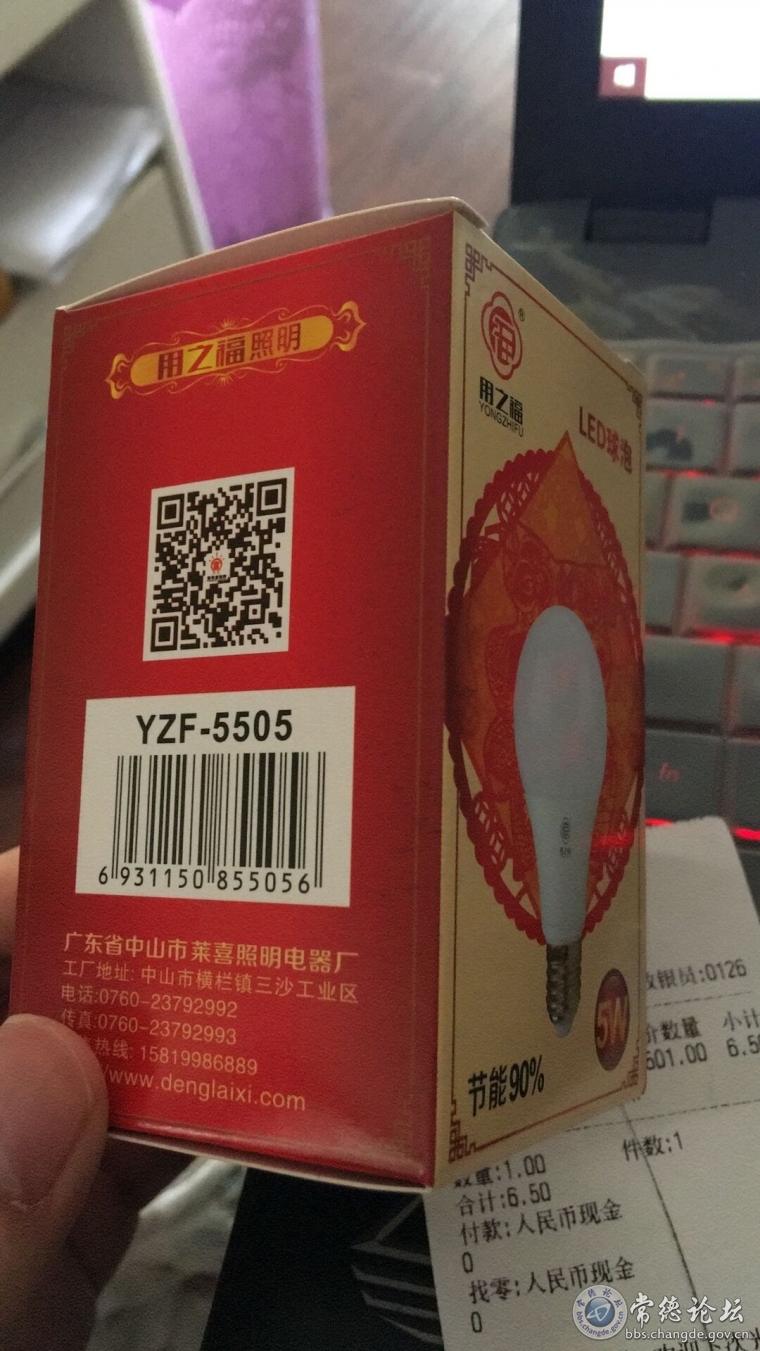 用之福照明
YZF-5505
6 931150 855056
广东省中山市莱喜照明电器厂
工厂地址: 中山市横栏镇三沙工业区
电话:0760-23792992
传真:0760-23792993
热线: 15819986889
/www.denglaixi.com
福®
用之福
YONGZHIFU
LED球泡
5W
节能90%
fn
银员:0126
价数量 小计
501.00 6.50
数量:1.00 件数:1
合计:6.50
付款:人民币现金
0
找零:人民币现金
0
常德论坛
bbs.changde.gov.cn